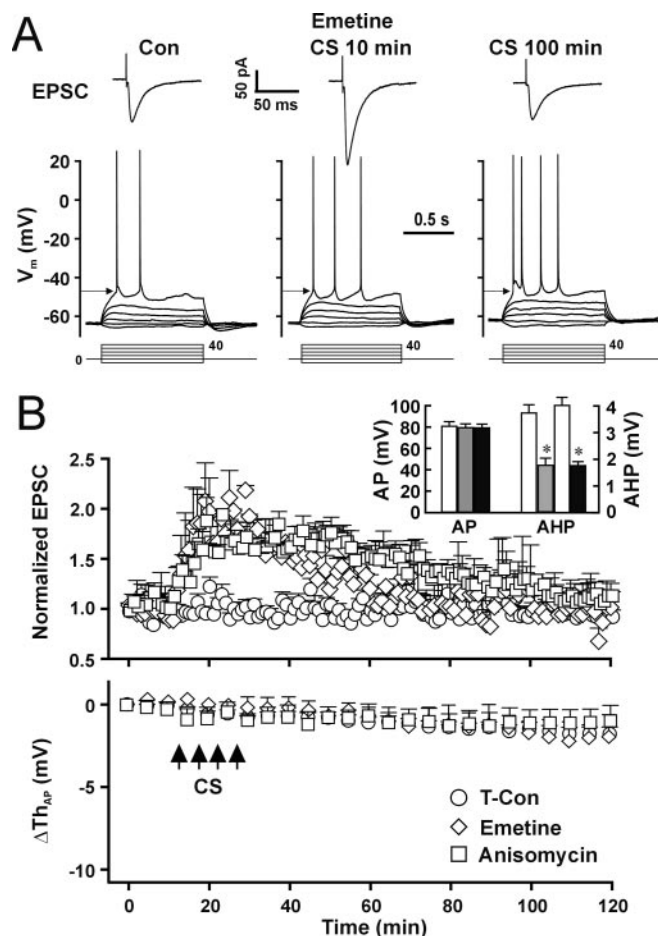 A
Emetine
Con
CS 10 min
CS 100 min
EPSC
50 pA
50 ms
20
0
-20
-40
-60
Vm (mV)
0.5 s
0
40
40
40
B
Normalized EPSC
2.5
2.0
1.5
1.0
0.5
AP (mV)
100
80
60
40
20
0
AP
AHP
*
*
4
3
2
1
0
AHP (mV)
ΔThAP (mV)
0
-5
-10
CS
T-Con
Emetine
Anisomycin
0
20
40
60
80
100
120
Time (min)